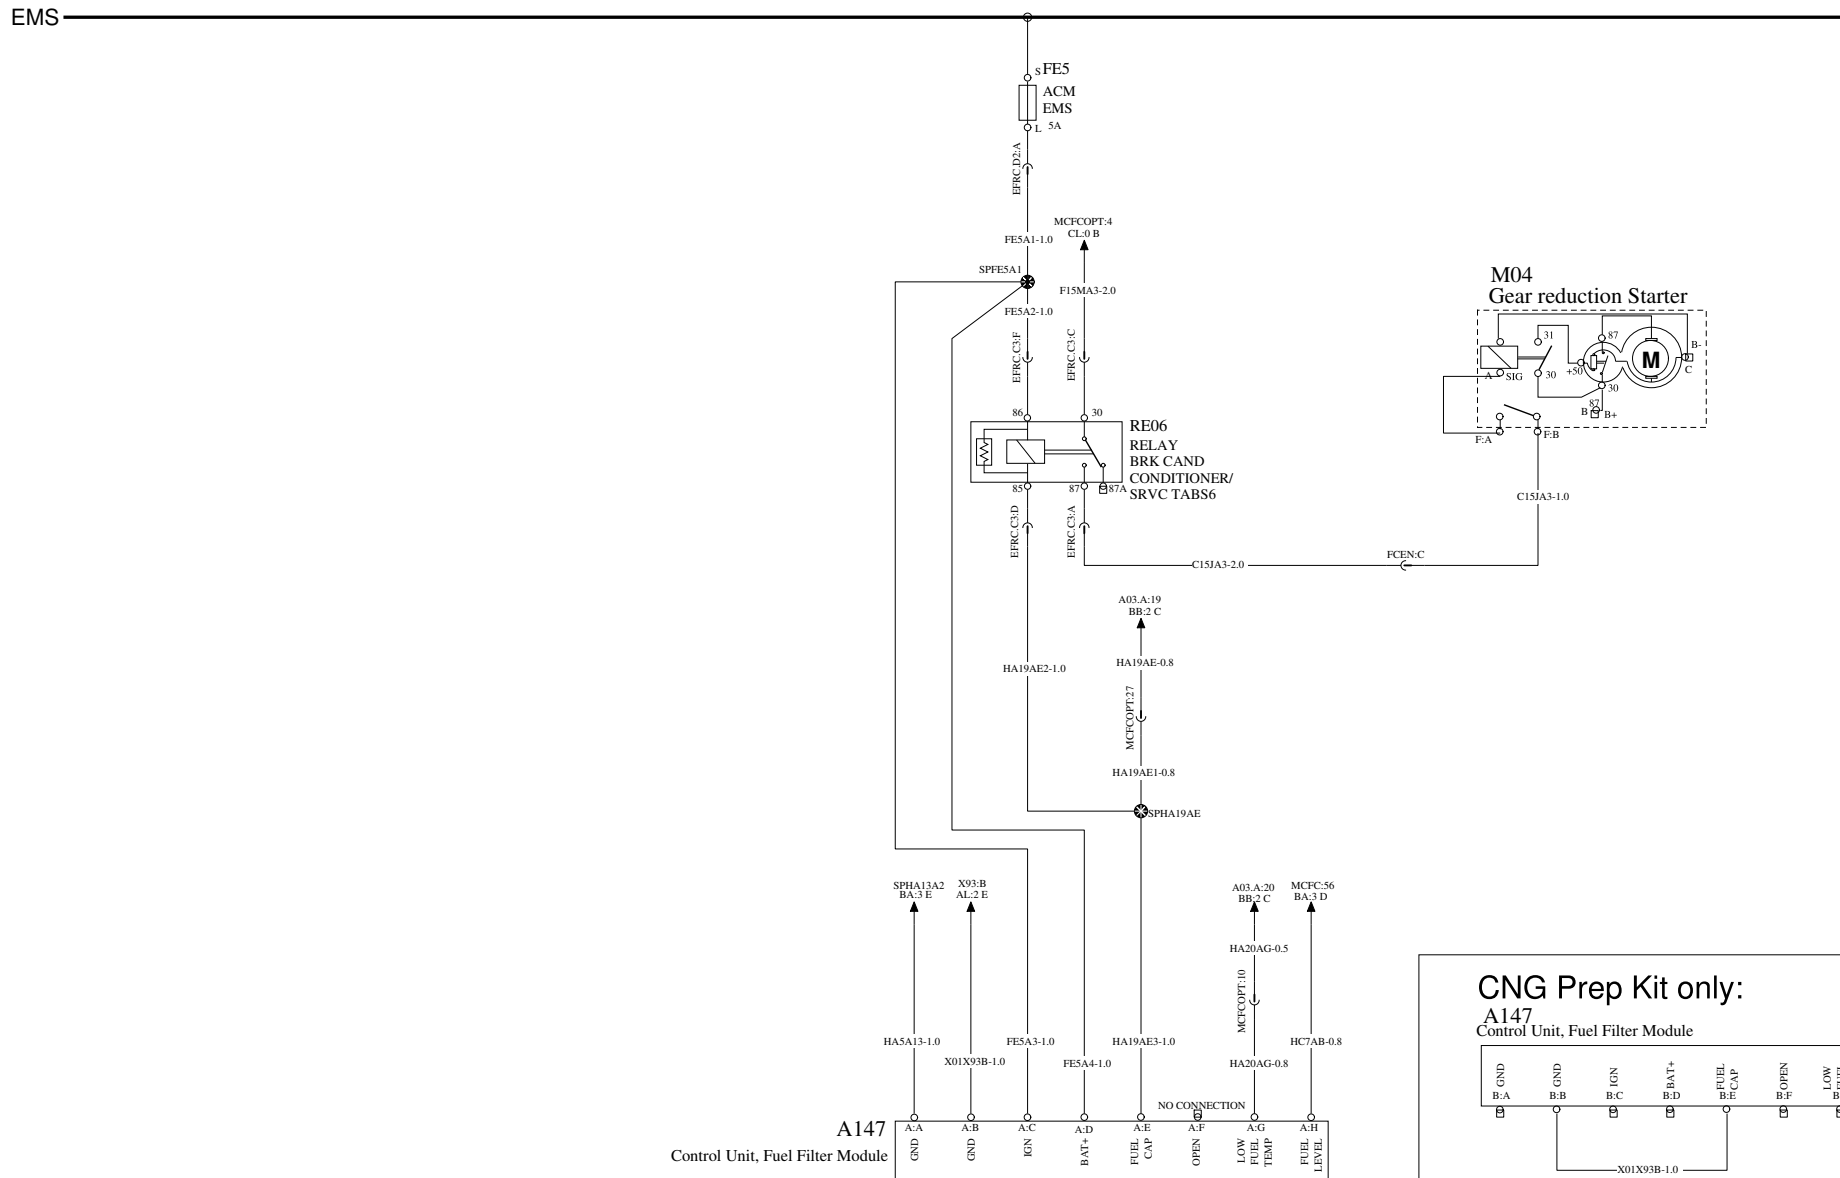 EMS
S FE5
ACM
EMS
L 5A
EFRC.D2:A
MCFCOPT:4
CL:0 B
FE5A1-1.0
SPFE5A1
F15MA3-2.0
FE5A2-1.0
EFRC.C3:F
EFRC.C3:C
86
30
RE06
RELAY
BRK CAND
CONDITIONER/
SRVC TABS6
85
87
87A
EFRC.C3:D
EFRC.C3:A
M04
Gear reduction Starter
31
87
B-
C
M
A
SIG
30
+50
30
87
B
B+
F:A
F:B
C15JA3-1.0
FCEN:C
C15JA3-2.0
A03.A:19
BB:2 C
HA19AE2-1.0
HA19AE-0.8
MCFCOPT:27
HA19AE1-0.8
SPHA19AE
SPHA13A2
BA:3 E
X93:B
AL:2 E
A03.A:20
BB:2 C
MCFC:56
BA:3 D
HA20AG-0.5
MCFCOPT:10
HA5A13-1.0
X01X93B-1.0
FE5A3-1.0
FE5A4-1.0
HA19AE3-1.0
HA20AG-0.8
HC7AB-0.8
NO CONNECTION
A147
Control Unit, Fuel Filter Module
A:A
GND
A:B
GND
A:C
IGN
A:D
BAT+
A:E
FUEL
CAP
A:F
OPEN
A:G
LOW
FUEL
TEMP
A:H
FUEL
LEVEL
CNG Prep Kit only:
A147
Control Unit, Fuel Filter Module
GND
B:A
GND
B:B
IGN
B:C
BAT+
B:D
FUEL
CAP
B:E
OPEN
B:F
LOW
X01X93B-1.0